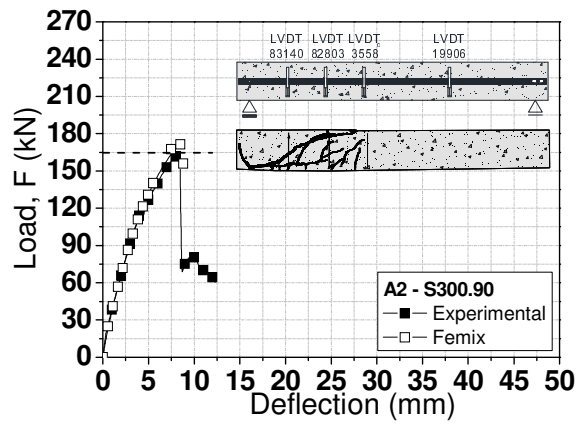 270
240
210
180
150
120
90
60
30
0
Load, F (kN)
LVDT LVDT LVDT LVDT
83140 82803 3558 19906
A2 - S300.90
Experimental
Femix
0 5 10 15 20 25 30 35 40 45 50
Deflection (mm)